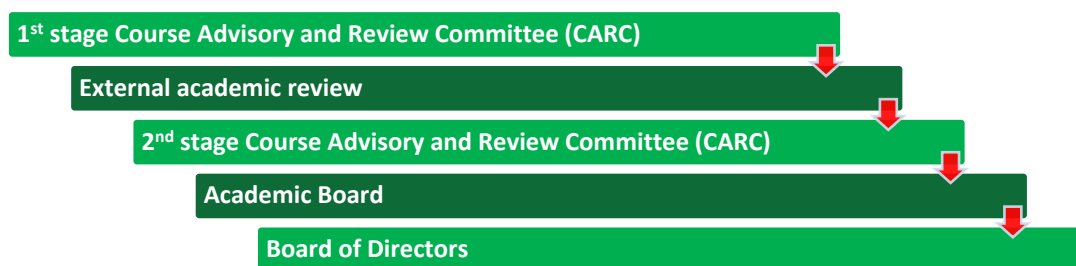 1st stage Course Advisory and Review Committee (CARC)
External academic review
2nd stage Course Advisory and Review Committee (CARC)
Academic Board
Board of Directors